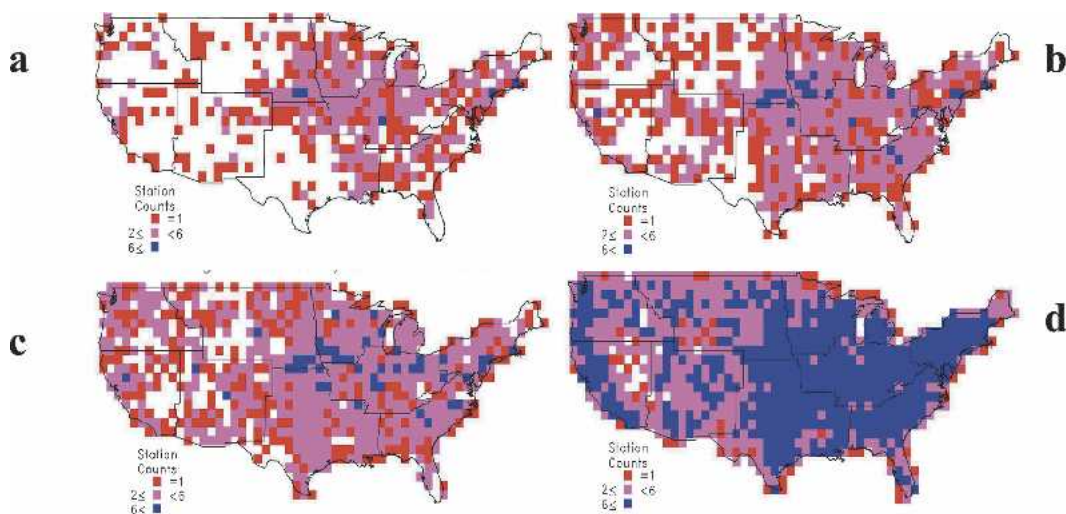 a
Station
Counts
=1
2≤ <6
6≤
b
Station
Counts
=1
2≤ <6
6<
c
Station
Counts
=1
2≤ <6
6<
d
Station
Counts
=1
2≤ <6
6<